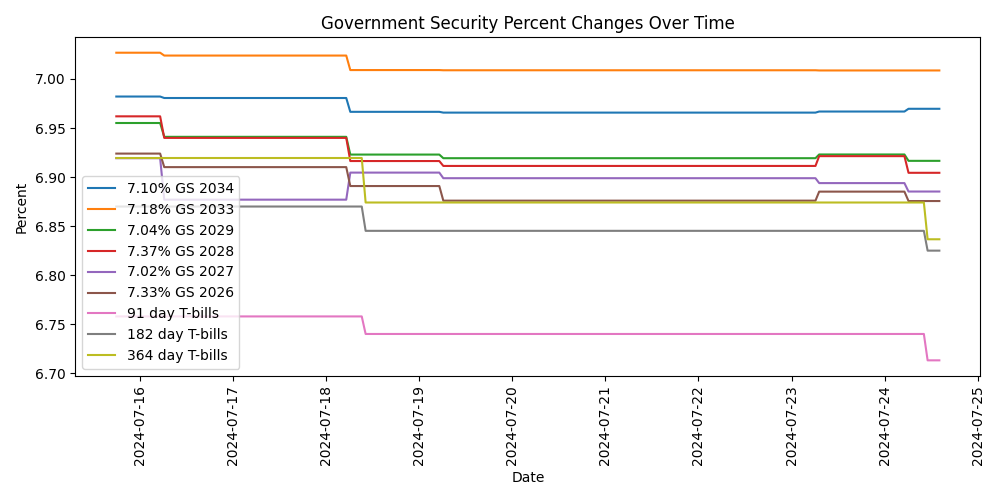 Government Security Percent Changes Over Time
Percent
7.00
6.95
6.90
6.85
6.80
6.75
6.70
7.10% GS 2034
7.18% GS 2033
7.04% GS 2029
7.37% GS 2028
7.02% GS 2027
7.33% GS 2026
91 day T-bills
182 day T-bills
364 day T-bills
2024-07-16
2024-07-17
2024-07-18
2024-07-19
2024-07-20
2024-07-21
2024-07-22
2024-07-23
2024-07-24
2024-07-25
Date